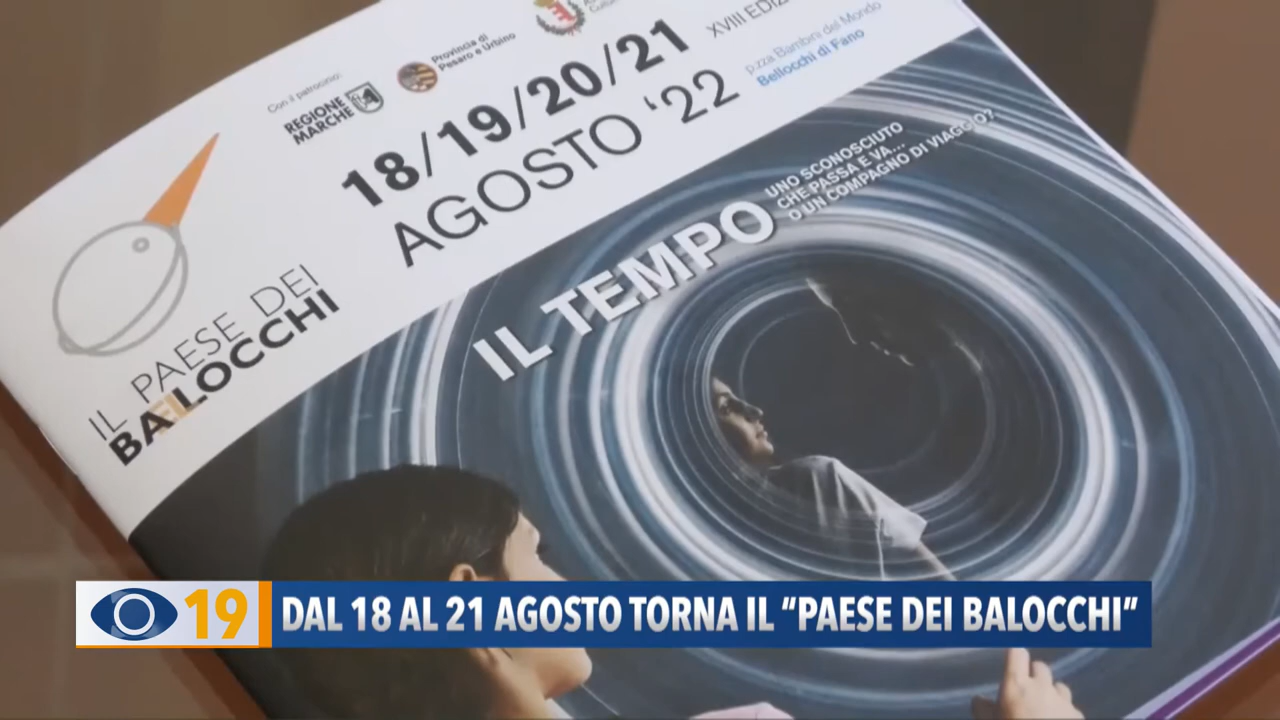 Con il patrocinio:
REGIONE
MARCHE
Provincia di
Pesaro e Urbino
18/19/20/21
AGOSTO '22
XVIII
p.zza Bambini del Mondo
Bellocchi di Fano
IL PAESE DEI
BALOCCHI
IL TEMPO
UNO SCONOSCIUTO
CHE PASSA E VA...
O UN COMPAGNO DI VIAGGIO?
19
DAL 18 AL 21 AGOSTO TORNA IL “PAESE DEI BALOCCHI”